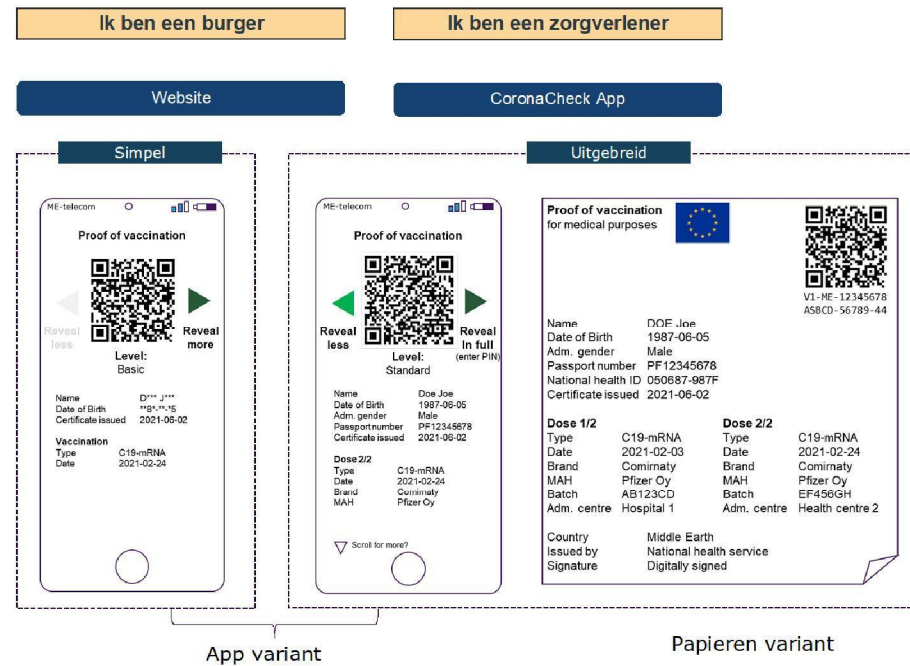 Ik ben een burger
Ik ben een zorgverlener
Website
CoronaCheck App
Simpel
Uitgebreid
ME-telecom
Proof of vaccination
Reveal less
Reveal more
Level:
Basic
Name D*** J***
Date of Birth **8*-**-*5
Certificate issued 2021-06-02
Vaccination
Type C19-mRNA
Date 2021-02-24
ME-telecom
Proof of vaccination
Reveal less
Reveal In full (enter PIN)
Level:
Standard
Name Doe Joe
Date of Birth 1987-06-05
Adm. gender Male
Passport number PF12345678
Certificate issued 2021-06-02
Dose 2/2
Type C19-mRNA
Date 2021-02-24
Brand Comirnaty
MAH Pfizer Oy
Scroll for more?
Proof of vaccination
for medical purposes
V1-ME-12345678
ASBCD-56789-44
Name DOE Joe
Date of Birth 1987-06-05
Adm. gender Male
Passport number PF12345678
National health ID 050687-987F
Certificate issued 2021-06-02
Dose 1/2 Dose 2/2
Type C19-mRNA Type C19-mRNA
Date 2021-02-03 Date 2021-02-24
Brand Comirnaty Brand Comirnaty
MAH Pfizer Oy MAH Pfizer Oy
Batch AB123CD Batch EF456GH
Adm. centre Hospital 1 Adm. centre Health centre 2
Country Middle Earth
Issued by National health service
Signature Digitally signed
App variant
Papieren variant